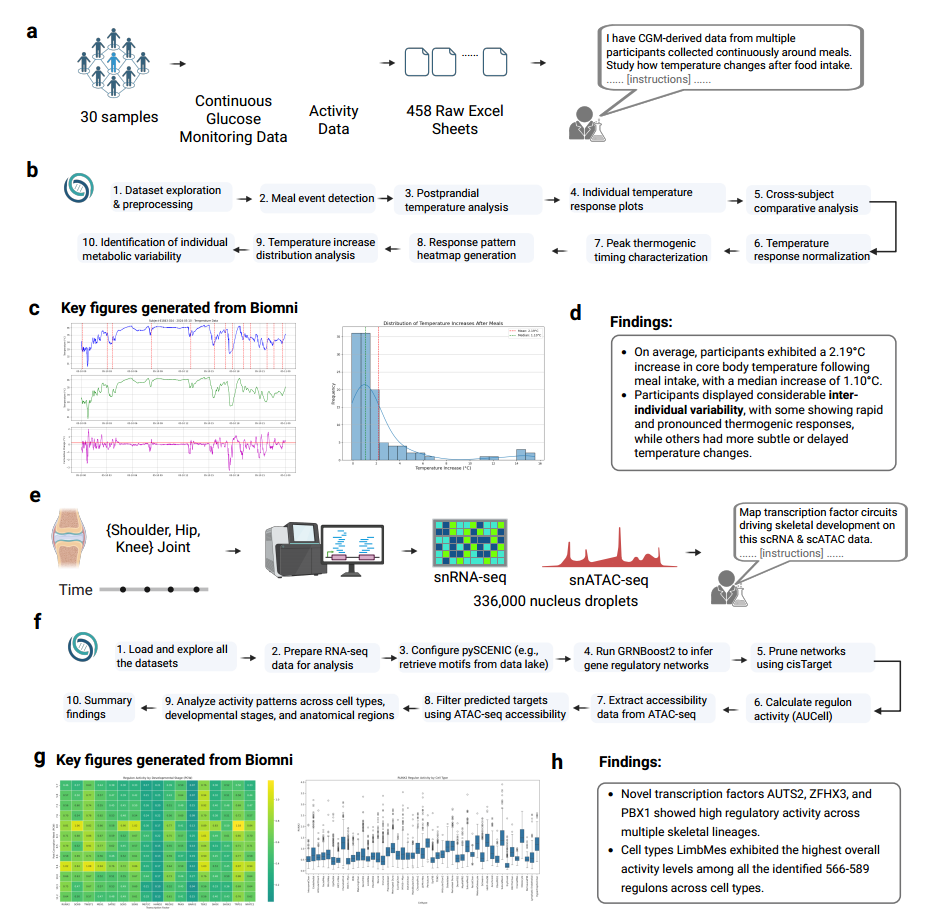 a
30 samples
Continuous
Glucose
Monitoring Data
Activity
Data
458 Raw Excel
Sheets
I have CGM-derived data from multiple
participants collected continuously around meals.
Study how temperature changes after food intake.
...... [instructions] ......
b
1. Dataset exploration
& preprocessing
2. Meal event detection
3. Postprandial
temperature analysis
4. Individual temperature
response plots
5. Cross-subject
comparative analysis
10. Identification of individual
metabolic variability
9. Temperature increase
distribution analysis
8. Response pattern
heatmap generation
7. Peak thermogenic
timing characterization
6. Temperature
response normalization
c Key figures generated from Biomni
Distribution of Temperature Increases After Meals
Frequency
Temperature Increase (°C)
d
Findings:
• On average, participants exhibited a 2.19°C
increase in core body temperature following
meal intake, with a median increase of 1.10°C.
• Participants displayed considerable inter-
individual variability, with some showing rapid
and pronounced thermogenic responses,
while others had more subtle or delayed
temperature changes.
e
{Shoulder, Hip,
Knee} Joint
Time
snRNA-seq
snATAC-seq
336,000 nucleus droplets
Map transcription factor circuits
driving skeletal development on
this scRNA & scATAC data.
...... [instructions] ......
f
1. Load and explore all
the datasets
2. Prepare RNA-seq
data for analysis
3. Configure pySCENIC (e.g.,
retrieve motifs from data lake)
4. Run GRNBoost2 to infer
gene regulatory networks
5. Prune networks
using cisTarget
10. Summary
findings
9. Analyze activity patterns across cell types,
developmental stages, and anatomical regions
8. Filter predicted targets
using ATAC-seq accessibility
7. Extract accessibility
data from ATAC-seq
6. Calculate regulon
activity (AUCell)
g Key figures generated from Biomni
h
Findings:
• Novel transcription factors AUTS2, ZFHX3, and
PBX1 showed high regulatory activity across
multiple skeletal lineages.
• Cell types LimbMes exhibited the highest overall
activity levels among all the identified 566-589
regulons across cell types.